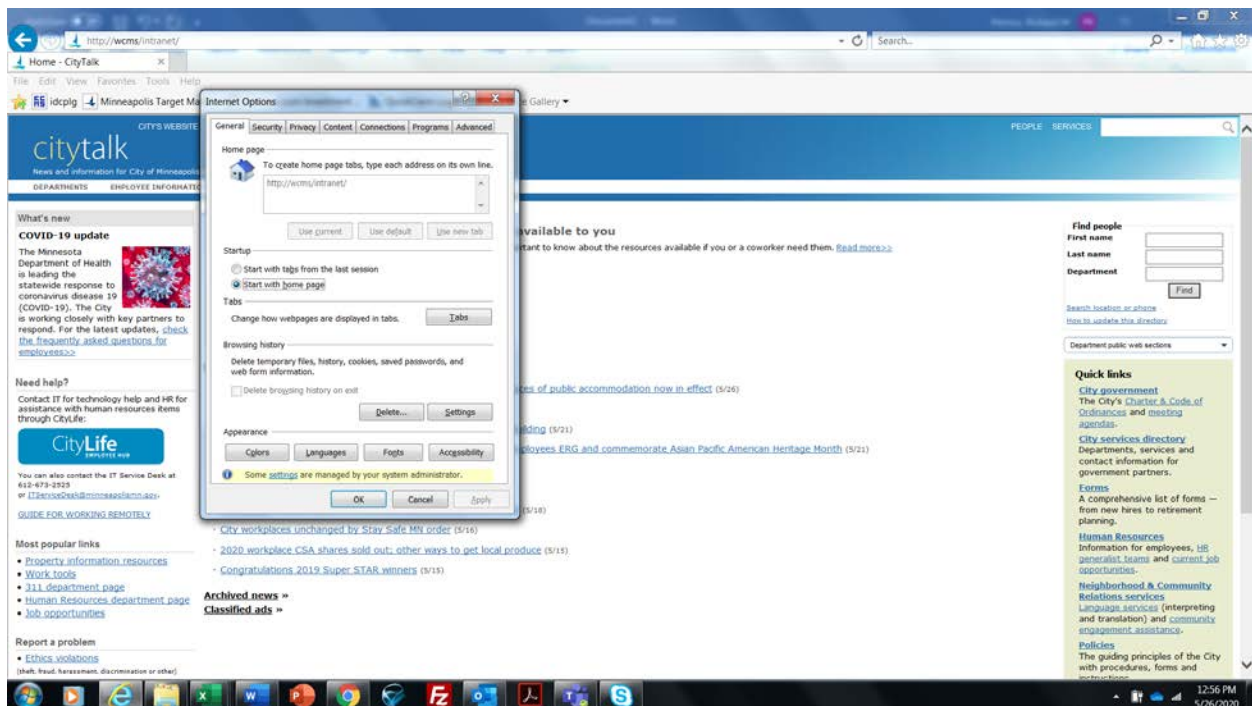 http://wcms/intranet/
Search...
Home - CityTalk
File Edit View Favorites Tools Help
idcplg Minneapolis Target Ma
e Gallery
Internet Options
General Security Privacy Content Connections Programs Advanced
Home page
To create home page tabs, type each address on its own line.
http://wcms/intranet/
Use current Use default Use new tab
Startup
Start with tabs from the last session
Start with home page
Tabs
Change how webpages are displayed in tabs.
Tabs
Browsing history
Delete temporary files, history, cookies, saved passwords, and
web form information.
Delete browsing history on exit
Delete... Settings
Appearance
Colors Languages Fonts Accessibility
Some settings are managed by your system administrator.
OK Cancel Apply
CITY'S WEBSITE
PEOPLE SERVICES
citytalk
News and information for City of Minneapolis
DEPARTMENTS EMPLOYEE INFORMATIO
What's new
COVID-19 update
The Minnesota
Department of Health
is leading the
statewide response to
coronavirus disease 19
(COVID-19). The City
is working closely with key partners to
respond. For the latest updates, check
the frequently asked questions for
employees>>
Need help?
Contact IT for technology help and HR for
assistance with human resources items
through CityLife:
CityLife
EMPLOYEE HUB
You can also contact the IT Service Desk at
612-673-2525
or ITServiceDesk@minneapolismn.gov.
GUIDE FOR WORKING REMOTELY
Most popular links
Property information resources
Work tools
311 department page
Human Resources department page
Job opportunities
Report a problem
Ethics violations
(theft, fraud, harassment, discrimination or other)
available to you
tant to know about the resources available if you or a coworker need them. Read more>>
ces of public accommodation now in effect (5/26)
ilding (5/21)
ployees ERG and commemorate Asian Pacific American Heritage Month (5/21)
(5/18)
City workplaces unchanged by Stay Safe MN order (5/16)
2020 workplace CSA shares sold out; other ways to get local produce (5/15)
Congratulations 2019 Super STAR winners (5/15)
Archived news »
Classified ads »
Find people
First name
Last name
Department
Find
Search location or phone
How to update this directory
Department public web sections
Quick links
City government
The City's Charter & Code of
Ordinances and meeting
agendas.
City services directory
Departments, services and
contact information for
government partners.
Forms
A comprehensive list of forms —
from new hires to retirement
planning.
Human Resources
Information for employees, HR
generalist teams and current job
opportunities.
Neighborhood & Community
Relations services
Language services (interpreting
and translation) and community
engagement assistance.
Policies
The guiding principles of the City
with procedures, forms and
instructions.
12:56 PM
5/26/2020